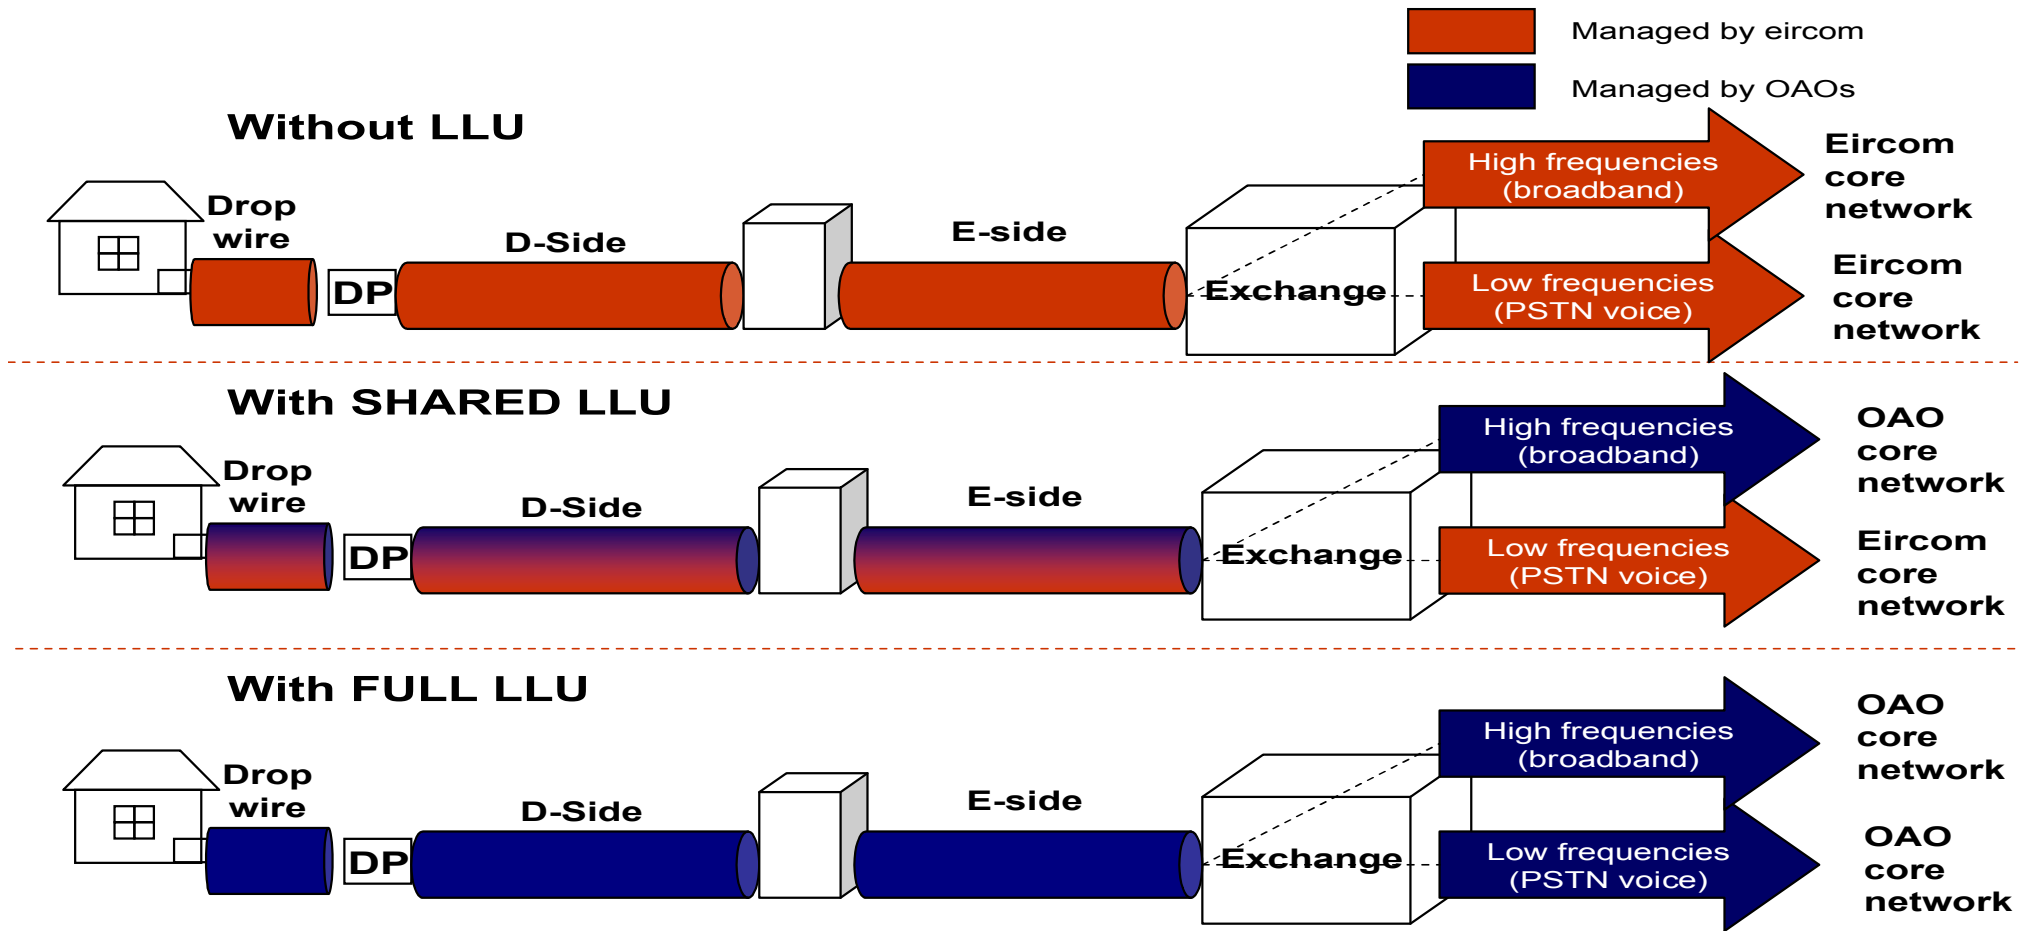 Managed by eircom
Managed by OAOs
Without LLU
Drop
wire
DP
D-Side
E-side
Exchange
High frequencies
(broadband)
Low frequencies
(PSTN voice)
Eircom
core
network
Eircom
core
network
With SHARED LLU
Drop
wire
DP
D-Side
E-side
Exchange
High frequencies
(broadband)
Low frequencies
(PSTN voice)
OAO
core
network
Eircom
core
network
With FULL LLU
Drop
wire
DP
D-Side
E-side
Exchange
High frequencies
(broadband)
Low frequencies
(PSTN voice)
OAO
core
network
OAO
core
network